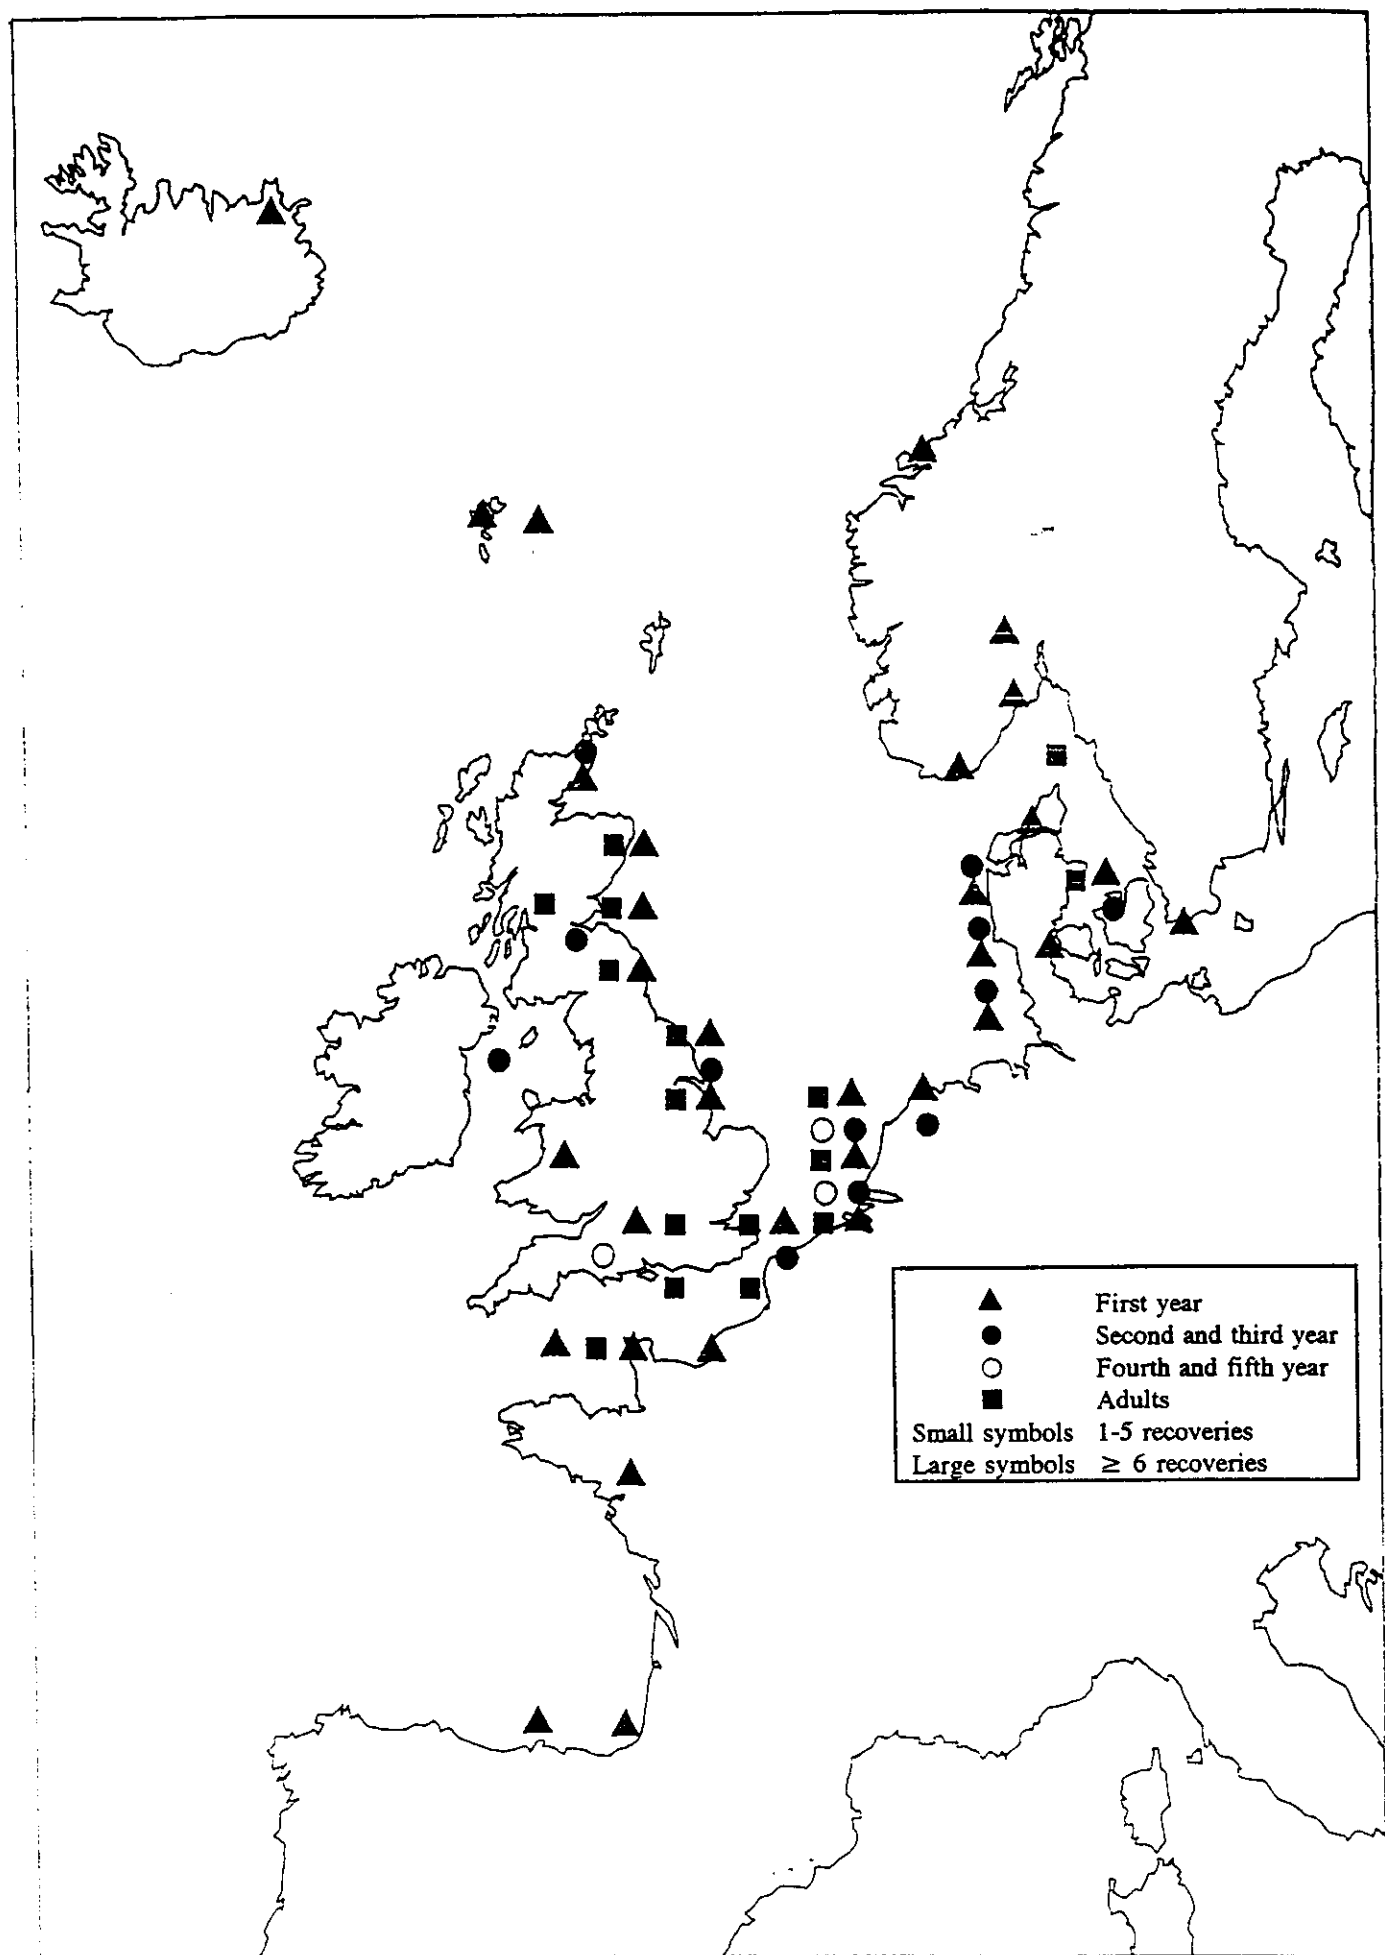 First year
Second and third year
Fourth and fifth year
Adults
Small symbols 1-5 recoveries
Large symbols ≥ 6 recoveries